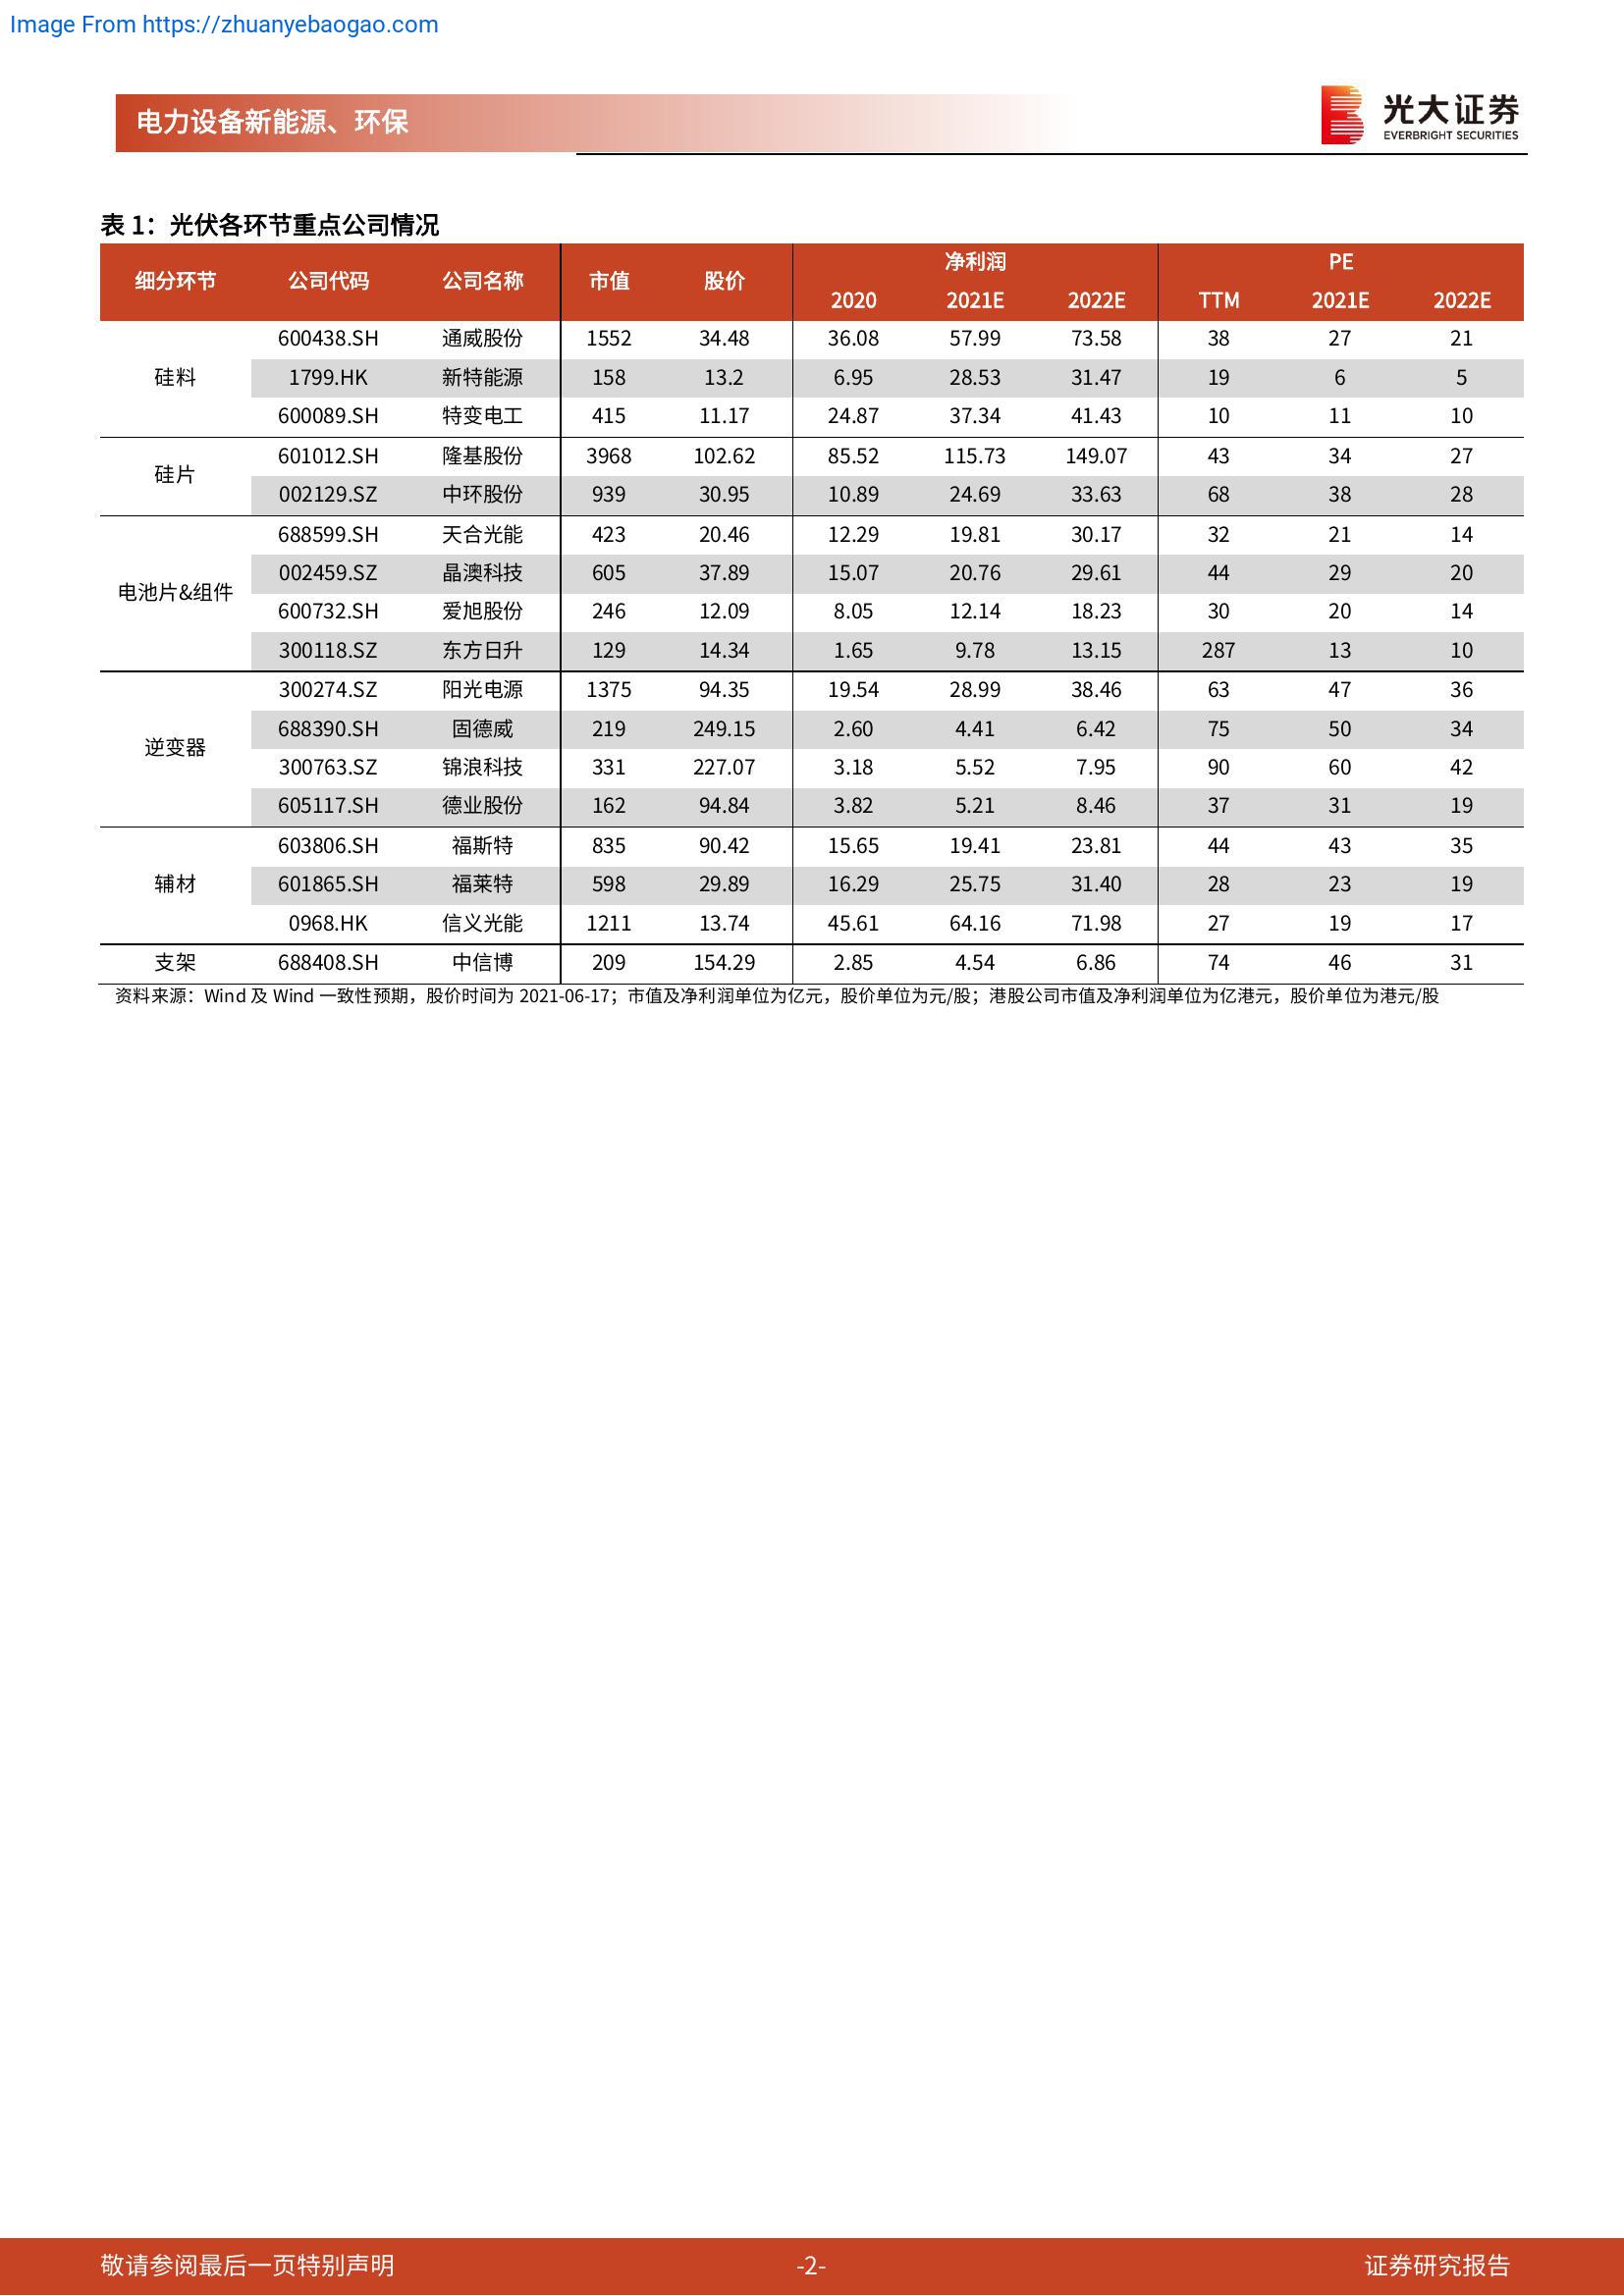 Image From https://zhuanyebaogao.com
电力设备新能源、环保
光大证券
EVERBRIGHT SECURITIES
表 1：光伏各环节重点公司情况
细分环节 公司代码 公司名称 市值 股价 净利润 PE
2020 2021E 2022E TTM 2021E 2022E
硅料 600438.SH 通威股份 1552 34.48 36.08 57.99 73.58 38 27 21
1799.HK 新特能源 158 13.2 6.95 28.53 31.47 19 6 5
600089.SH 特变电工 415 11.17 24.87 37.34 41.43 10 11 10
硅片 601012.SH 隆基股份 3968 102.62 85.52 115.73 149.07 43 34 27
002129.SZ 中环股份 939 30.95 10.89 24.69 33.63 68 38 28
电池片&组件 688599.SH 天合光能 423 20.46 12.29 19.81 30.17 32 21 14
002459.SZ 晶澳科技 605 37.89 15.07 20.76 29.61 44 29 20
600732.SH 爱旭股份 246 12.09 8.05 12.14 18.23 30 20 14
300118.SZ 东方日升 129 14.34 1.65 9.78 13.15 287 13 10
逆变器 300274.SZ 阳光电源 1375 94.35 19.54 28.99 38.46 63 47 36
688390.SH 固德威 219 249.15 2.60 4.41 6.42 75 50 34
300763.SZ 锦浪科技 331 227.07 3.18 5.52 7.95 90 60 42
605117.SH 德业股份 162 94.84 3.82 5.21 8.46 37 31 19
辅材 603806.SH 福斯特 835 90.42 15.65 19.41 23.81 44 43 35
601865.SH 福莱特 598 29.89 16.29 25.75 31.40 28 23 19
0968.HK 信义光能 1211 13.74 45.61 64.16 71.98 27 19 17
支架 688408.SH 中信博 209 154.29 2.85 4.54 6.86 74 46 31
资料来源：Wind 及 Wind 一致性预期，股价时间为 2021-06-17；市值及净利润单位为亿元，股价单位为元/股；港股公司市值及净利润单位为亿港元，股价单位为港元/股
敬请参阅最后一页特别声明 -2- 证券研究报告